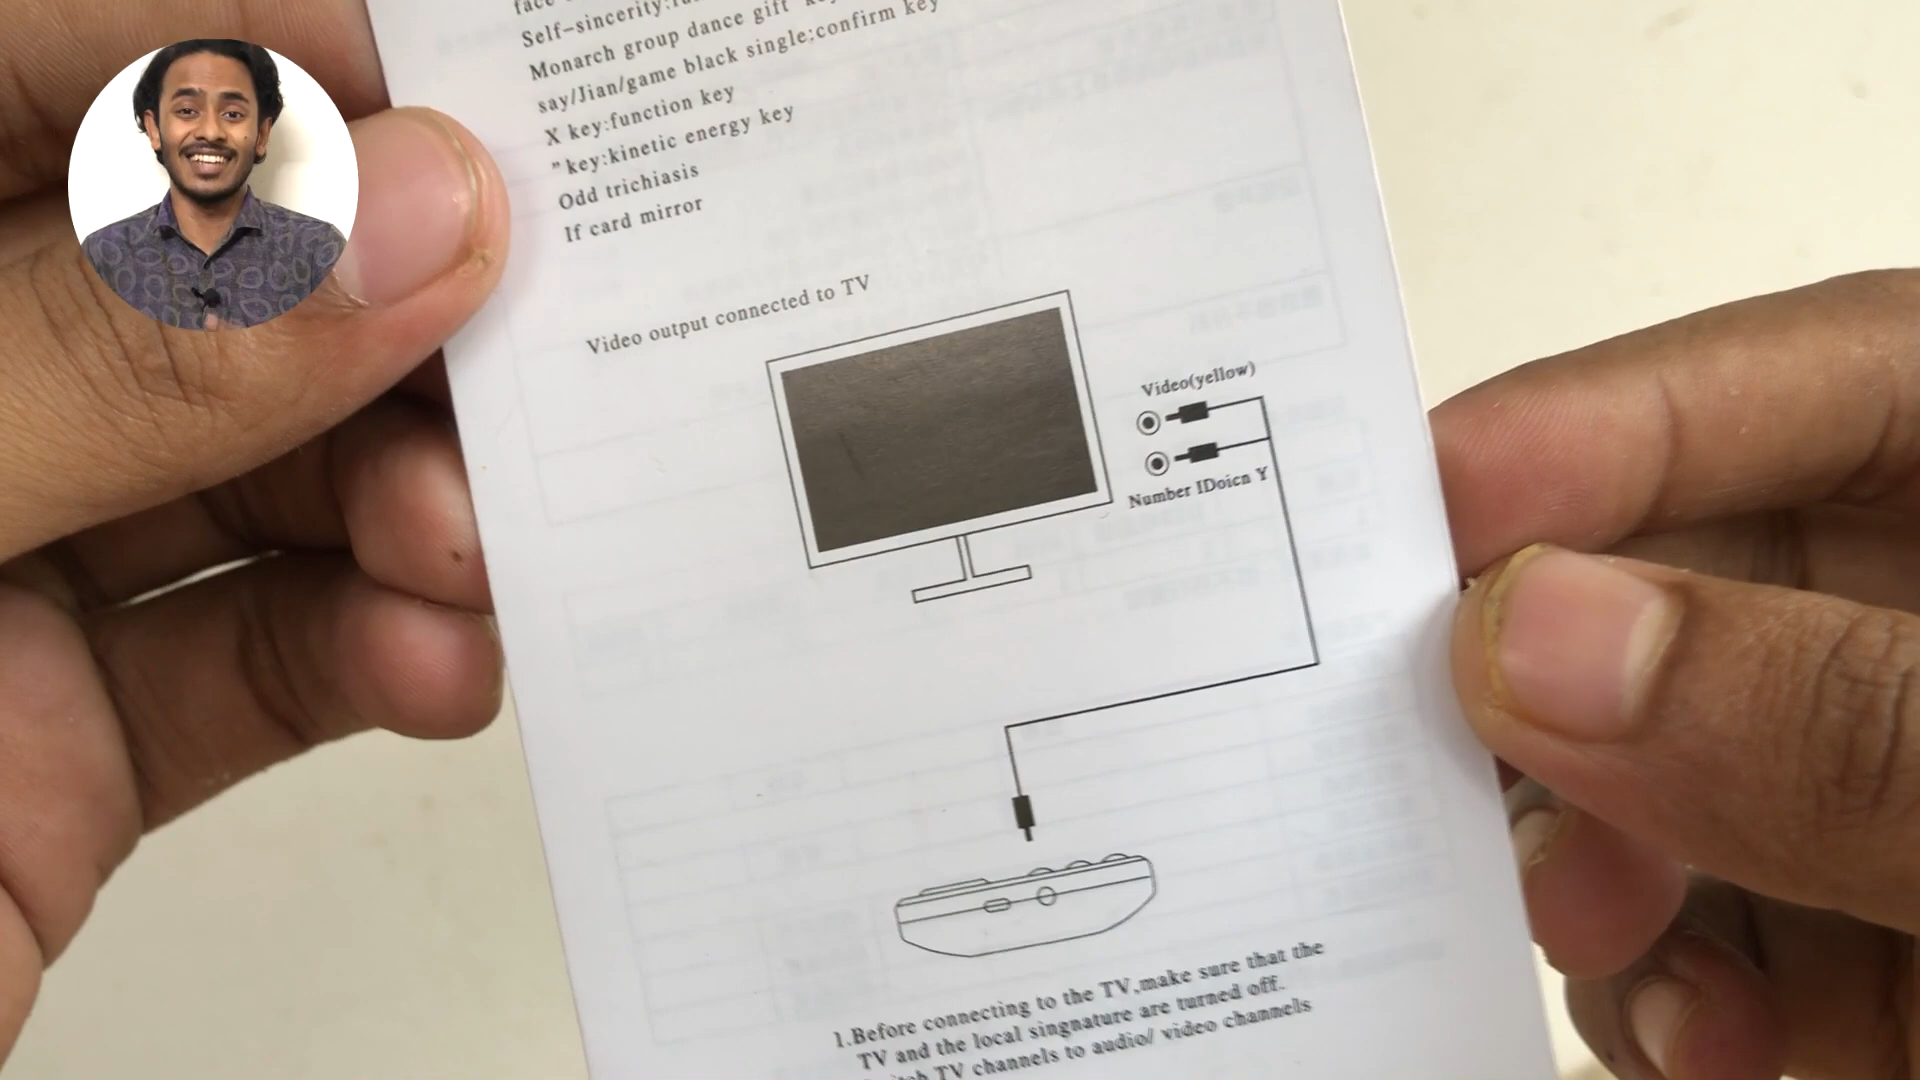 face
Self-sincerity:
Monarch group dance gift
say/Jian/game black single;confirm key
X key:function key
"key:kinetic energy key
Odd trichiasis
If card mirror
Video output connected to TV
Video(yellow)
Number IDoicn Y
1.Before connecting to the TV,make sure that the
TV and the local singnature are turned off.
TV channels to audio/ video channels